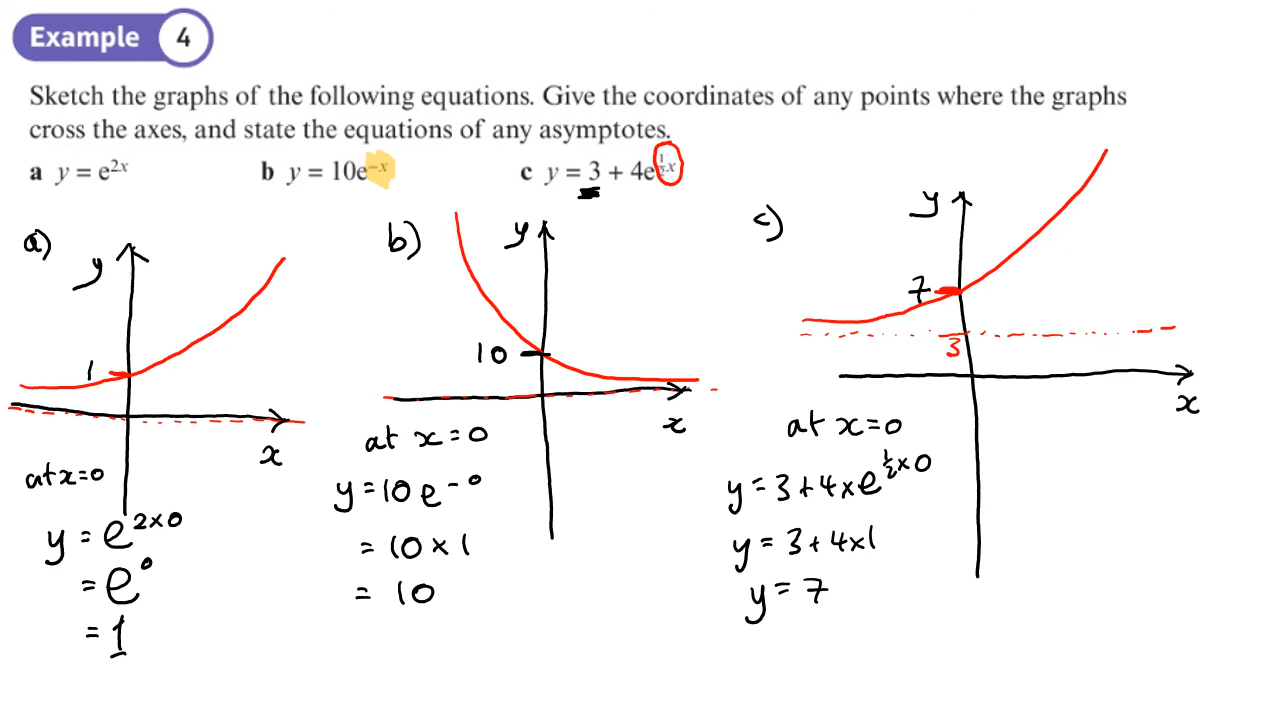 Example 4
Sketch the graphs of the following equations. Give the coordinates of any points where the graphs
cross the axes, and state the equations of any asymptotes.
a y = e^{2x} b y = 10e^{−x} c y = 3 + 4e^{½x}
a)
y
1
x
at x=0
y = e^{2×0}
= e^0
= 1
b)
y
10
x
at x=0
y = 10 e^{-0}
= 10 × 1
= 10
c)
y
7
3
x
at x=0
y = 3 + 4 × e^{½×0}
y = 3 + 4×1
y = 7